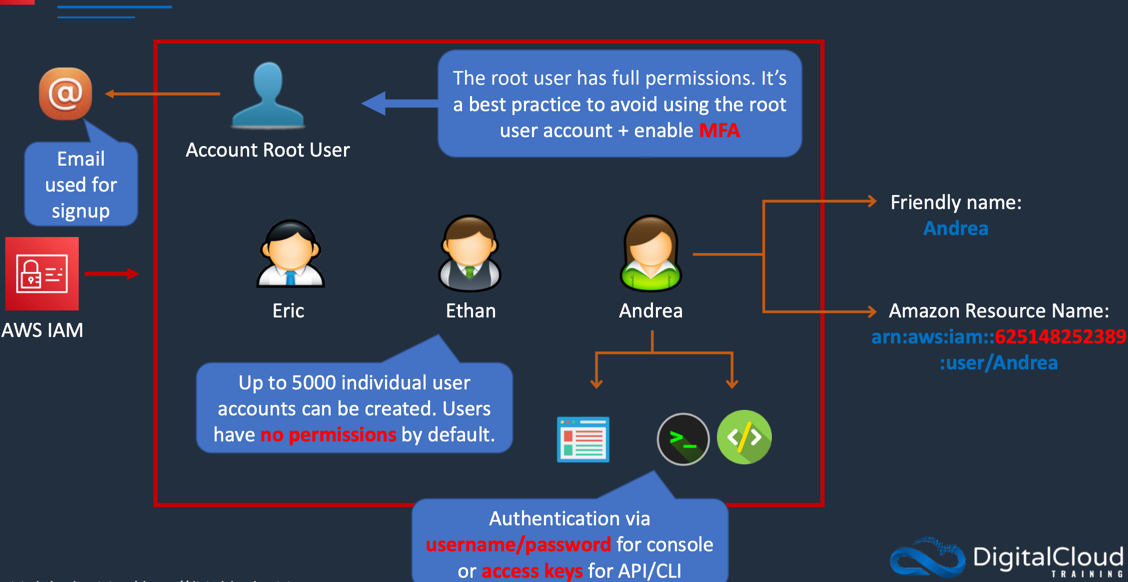 The root user has full permissions. It's
a best practice to avoid using the root
user account + enable MFA
@
Account Root User
Email
used for
signup
Friendly name:
Andrea
AWS IAM
Eric
Ethan
Andrea
Amazon Resource Name:
arn:aws:iam::625148252389
:user/Andrea
Up to 5000 individual user
accounts can be created. Users
have no permissions by default.
>_
</>
Authentication via
username/password for console
or access keys for API/CLI
DigitalCloud
TRAINING